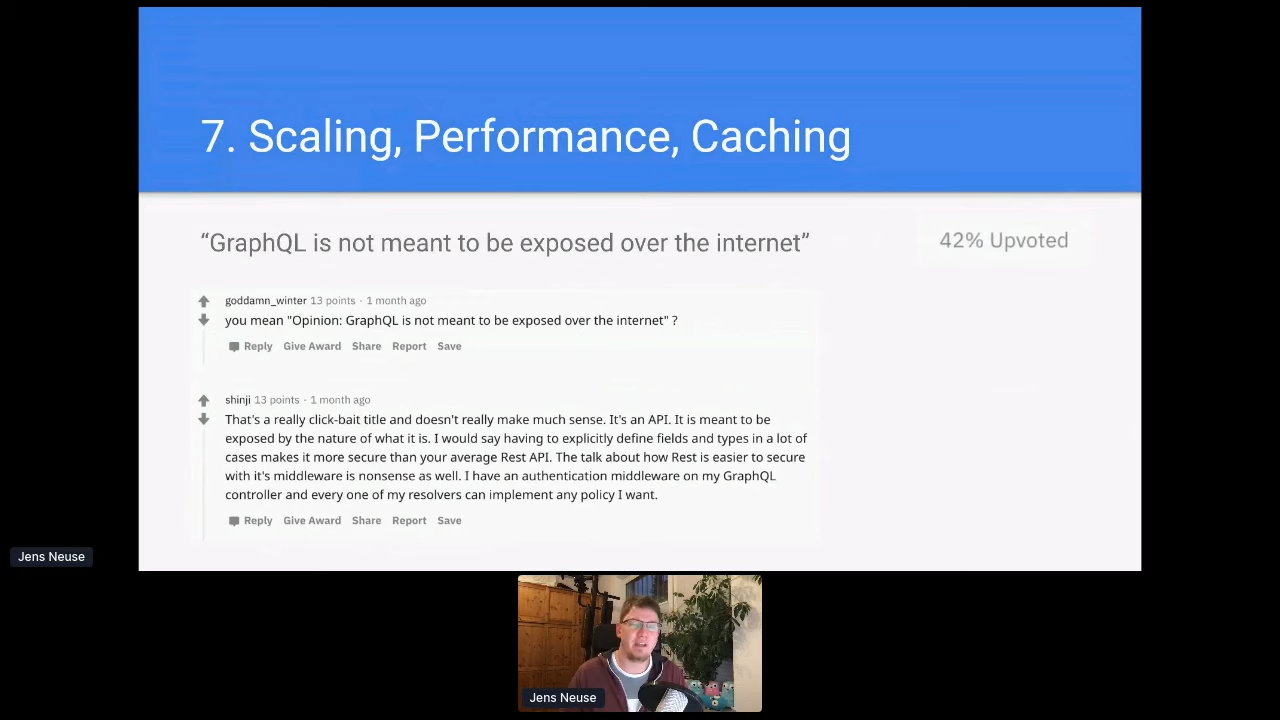 7. Scaling, Performance, Caching
“GraphQL is not meant to be exposed over the internet”
42% Upvoted
goddamn_winter 13 points · 1 month ago
you mean "Opinion: GraphQL is not meant to be exposed over the internet" ?
Reply Give Award Share Report Save
shinji 13 points · 1 month ago
That's a really click-bait title and doesn't really make much sense. It's an API. It is meant to be
exposed by the nature of what it is. I would say having to explicitly define fields and types in a lot of
cases makes it more secure than your average Rest API. The talk about how Rest is easier to secure
with it's middleware is nonsense as well. I have an authentication middleware on my GraphQL
controller and every one of my resolvers can implement any policy I want.
Reply Give Award Share Report Save
Jens Neuse
Jens Neuse